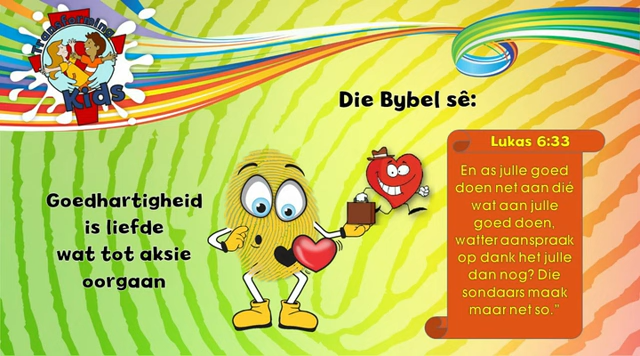 Transforming
Kids
Die Bybel sê:
Goedhartigheid
is liefde
wat tot aksie
oorgaan
Lukas 6:33
En as julle goed
doen net aan dié
wat aan julle
goed doen,
watter aanspraak
op dank het julle
dan nog? Die
sondaars maak
maar net so."